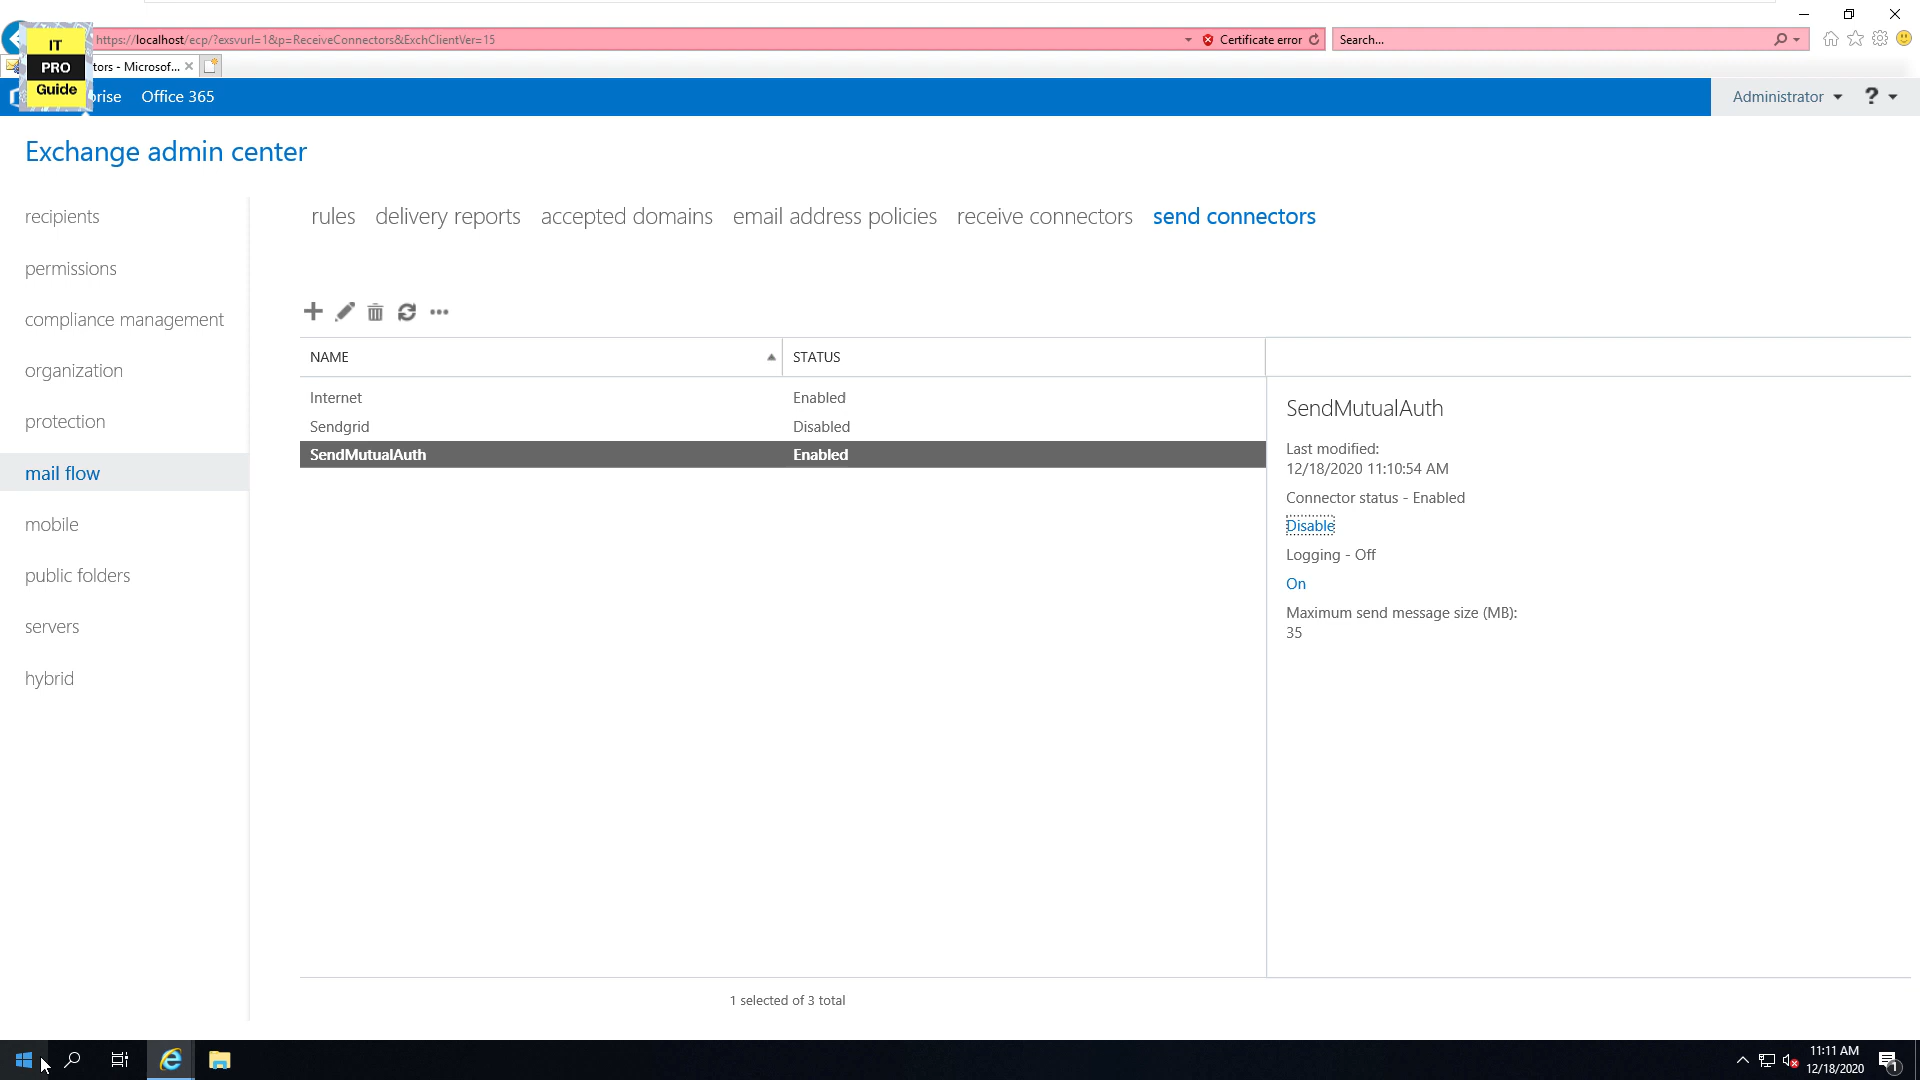 https://localhost/ecp/?exsvurl=1&p=ReceiveConnectors&ExchClientVer=15
Certificate error
Search...
IT
PRO
Guide
tors - Microsof...
Office 365
Administrator
?
Exchange admin center
recipients
permissions
compliance management
organization
protection
mail flow
mobile
public folders
servers
hybrid
rules delivery reports accepted domains email address policies receive connectors send connectors
NAME STATUS
Internet Enabled
Sendgrid Disabled
SendMutualAuth Enabled
SendMutualAuth
Last modified:
12/18/2020 11:10:54 AM
Connector status - Enabled
Disable
Logging - Off
On
Maximum send message size (MB):
35
1 selected of 3 total
11:11 AM
12/18/2020
1